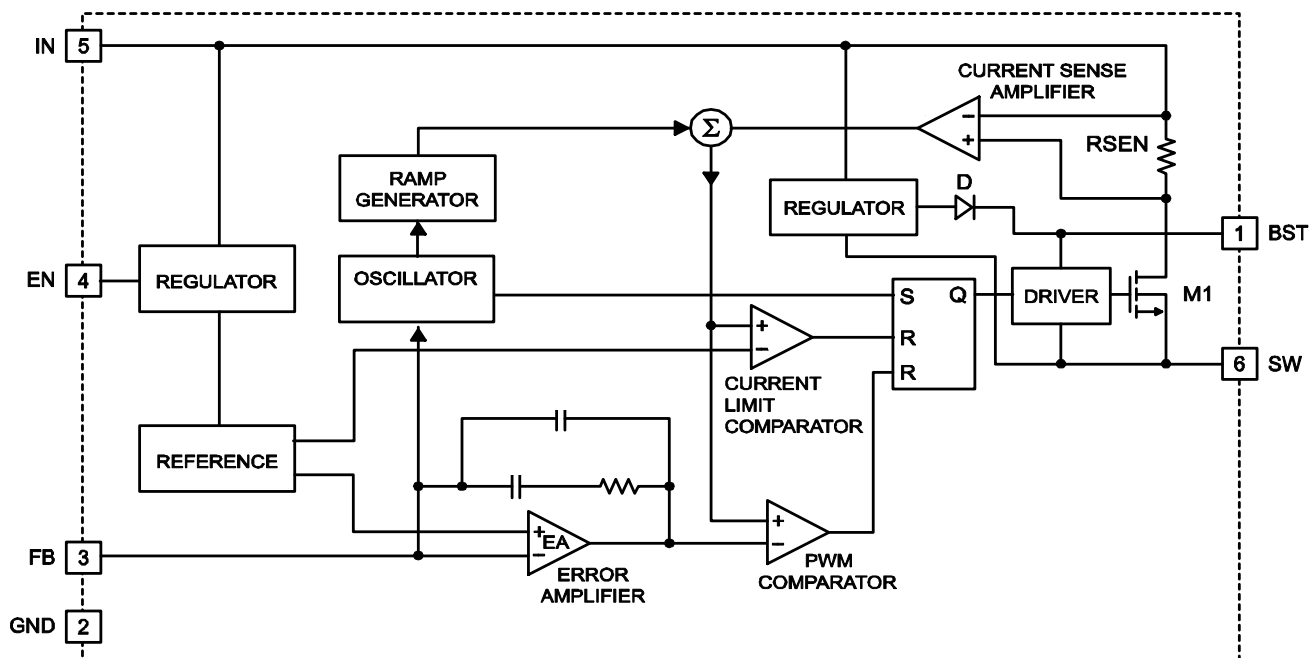 IN 5
CURRENT SENSE
AMPLIFIER
− +
Σ
RSEN
RAMP
GENERATOR
D
REGULATOR
1 BST
EN 4
REGULATOR
OSCILLATOR
S Q
DRIVER
M1
+ −
R
R
6 SW
CURRENT
LIMIT
COMPARATOR
REFERENCE
+ −
EA
+ −
FB 3
ERROR
AMPLIFIER
PWM
COMPARATOR
GND 2